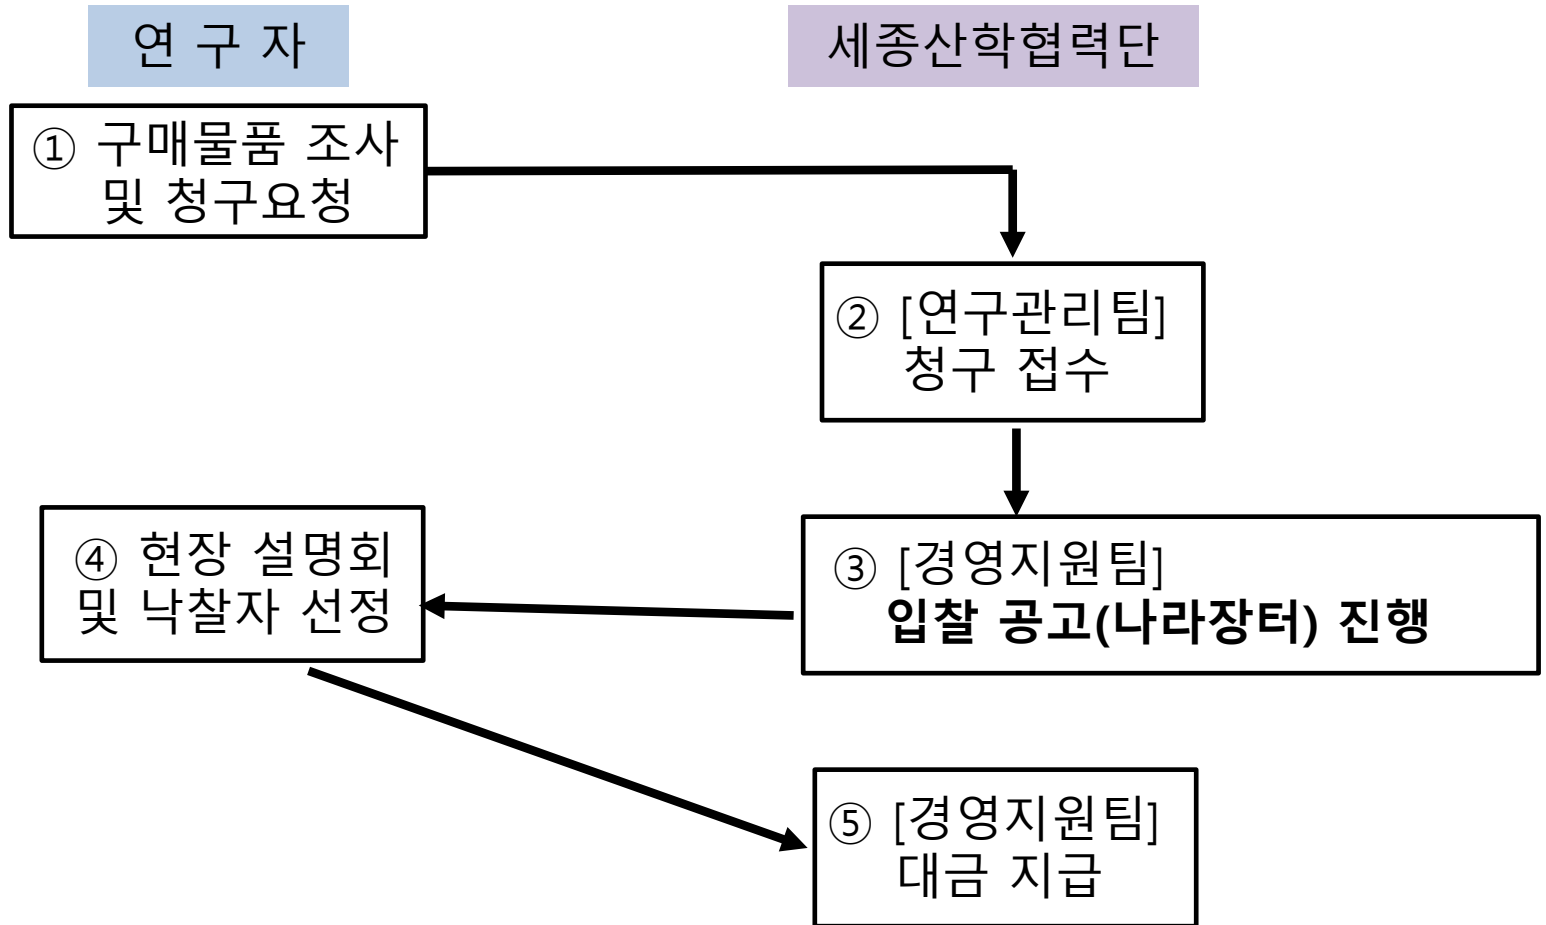 연 구 자
세종산학협력단
① 구매물품 조사
및 청구요청
② [연구관리팀]
청구 접수
③ [경영지원팀]
입찰 공고(나라장터) 진행
④ 현장 설명회
및 낙찰자 선정
⑤ [경영지원팀]
대금 지급